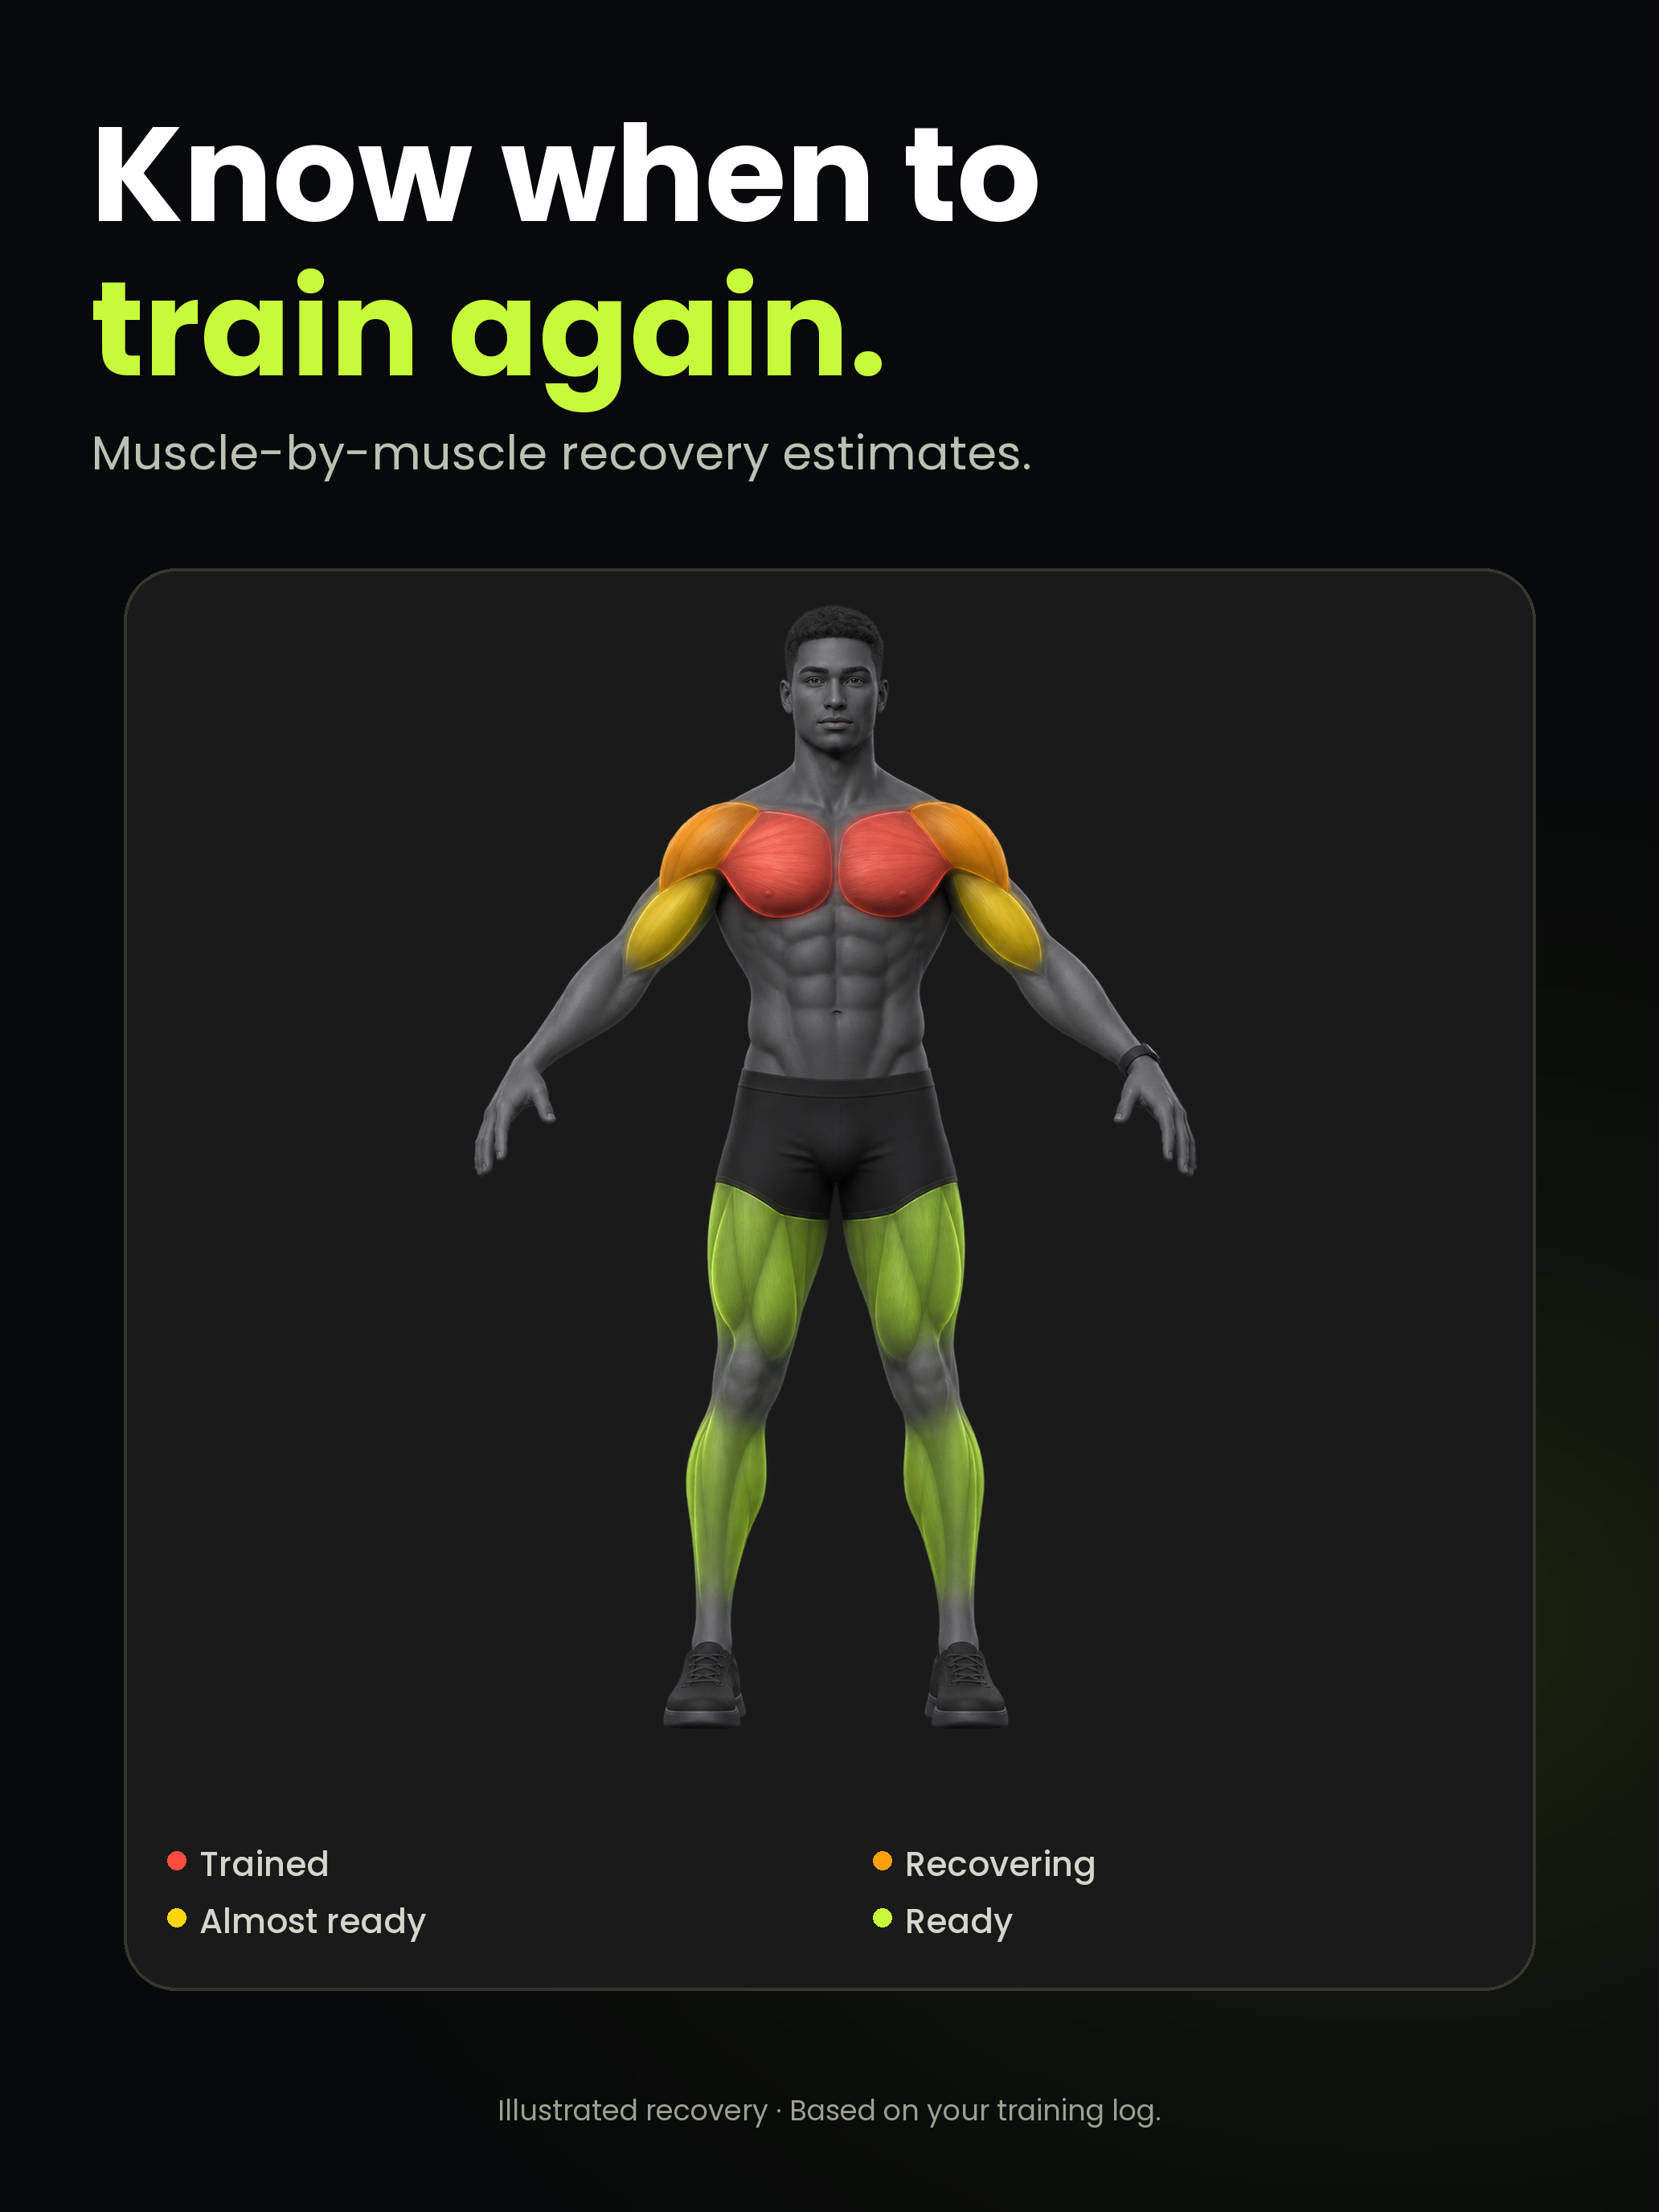 Know when to
train again.
Muscle-by-muscle recovery estimates.
Trained
Recovering
Almost ready
Ready
Illustrated recovery · Based on your training log.